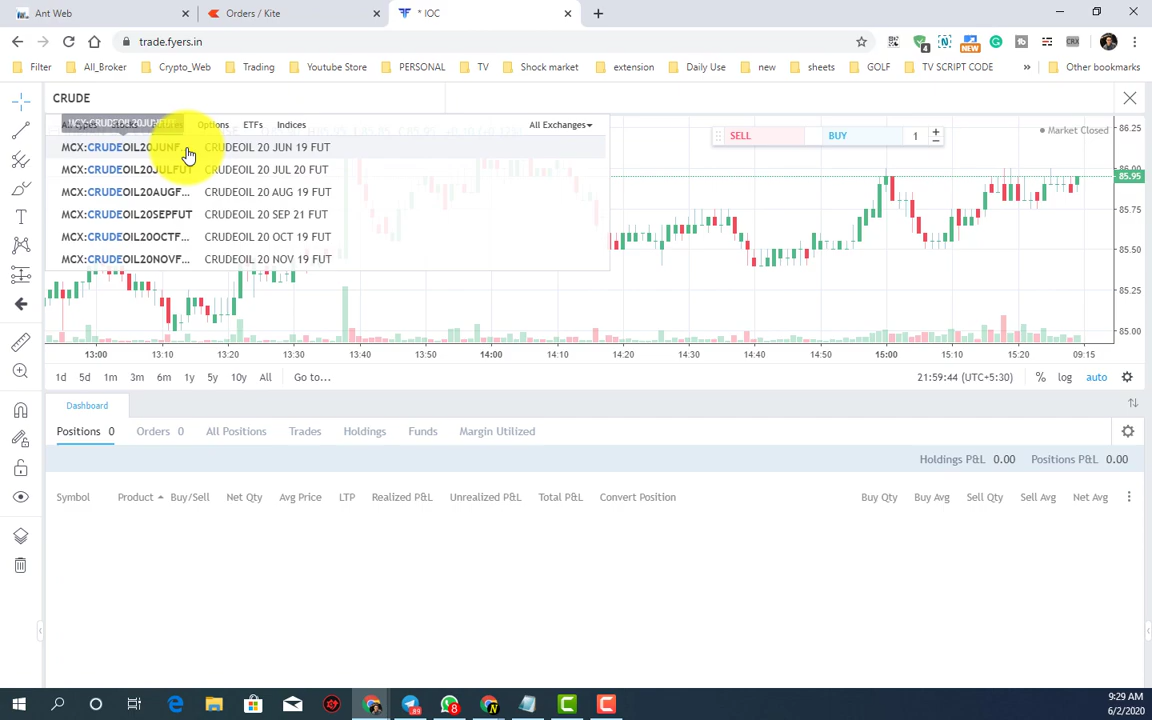 Ant Web
Orders / Kite
* IOC
trade.fyers.in
Filter All_Broker Crypto_Web Trading Youtube Store PERSONAL TV Shock market extension Daily Use new sheets GOLF TV SCRIPT CODE » Other bookmarks
CRUDE
Options ETFs Indices All Exchanges
MCX:CRUDEOIL20JUNF... CRUDEOIL 20 JUN 19 FUT
MCX:CRUDEOIL20JULFUT CRUDEOIL 20 JUL 20 FUT
MCX:CRUDEOIL20AUGF... CRUDEOIL 20 AUG 19 FUT
MCX:CRUDEOIL20SEPFUT CRUDEOIL 20 SEP 21 FUT
MCX:CRUDEOIL20OCTF... CRUDEOIL 20 OCT 19 FUT
MCX:CRUDEOIL20NOVF... CRUDEOIL 20 NOV 19 FUT
SELL BUY 1
Market Closed
86.25
86.00
85.95
85.75
85.50
85.25
85.00
13:00 13:10 13:20 13:30 13:40 13:50 14:00 14:10 14:20 14:30 14:40 14:50 15:00 15:10 15:20 09:15
1d 5d 1m 3m 6m 1y 5y 10y All Go to... 21:59:44 (UTC+5:30) % log auto
Dashboard
Positions 0 Orders 0 All Positions Trades Holdings Funds Margin Utilized
Holdings P&L 0.00 Positions P&L 0.00
Symbol Product Buy/Sell Net Qty Avg Price LTP Realized P&L Unrealized P&L Total P&L Convert Position Buy Qty Buy Avg Sell Qty Sell Avg Net Avg
9:29 AM
6/2/2020